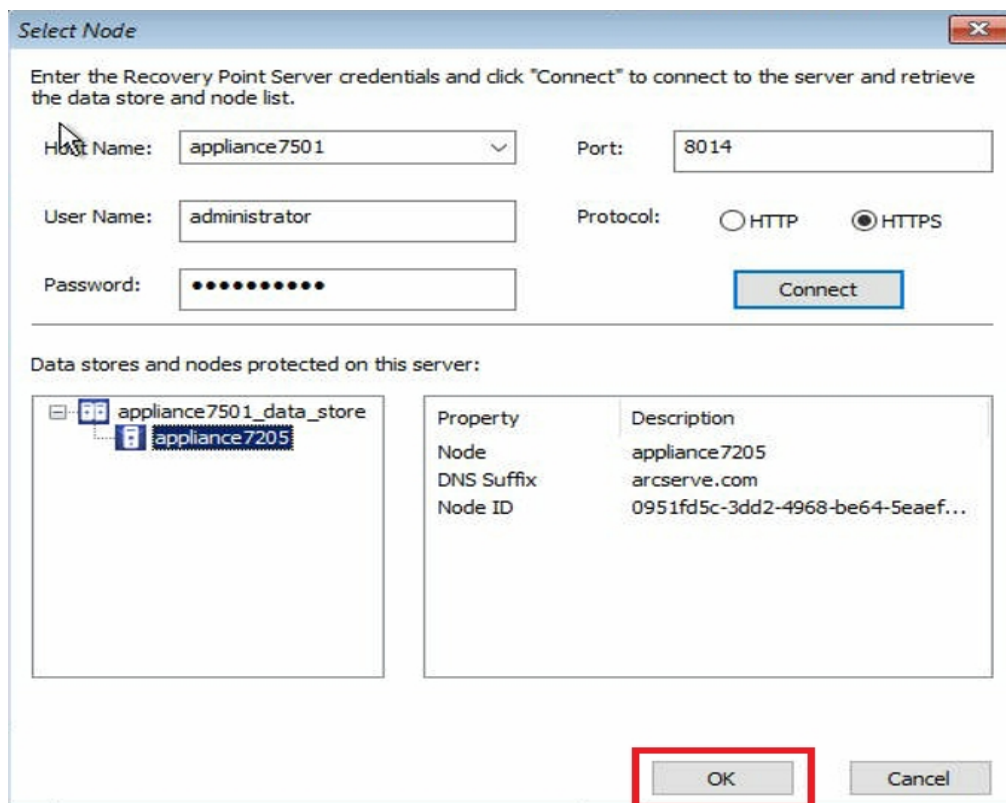 Select Node
Enter the Recovery Point Server credentials and click "Connect" to connect to the server and retrieve
the data store and node list.
Host Name: appliance7501 Port: 8014
User Name: administrator Protocol: HTTP HTTPS
Password: ●●●●●●●●●● Connect
Data stores and nodes protected on this server:
appliance7501_data_store
appliance7205
Property Description
Node appliance7205
DNS Suffix arcserve.com
Node ID 0951fd5c-3dd2-4968-be64-5eaef...
OK Cancel